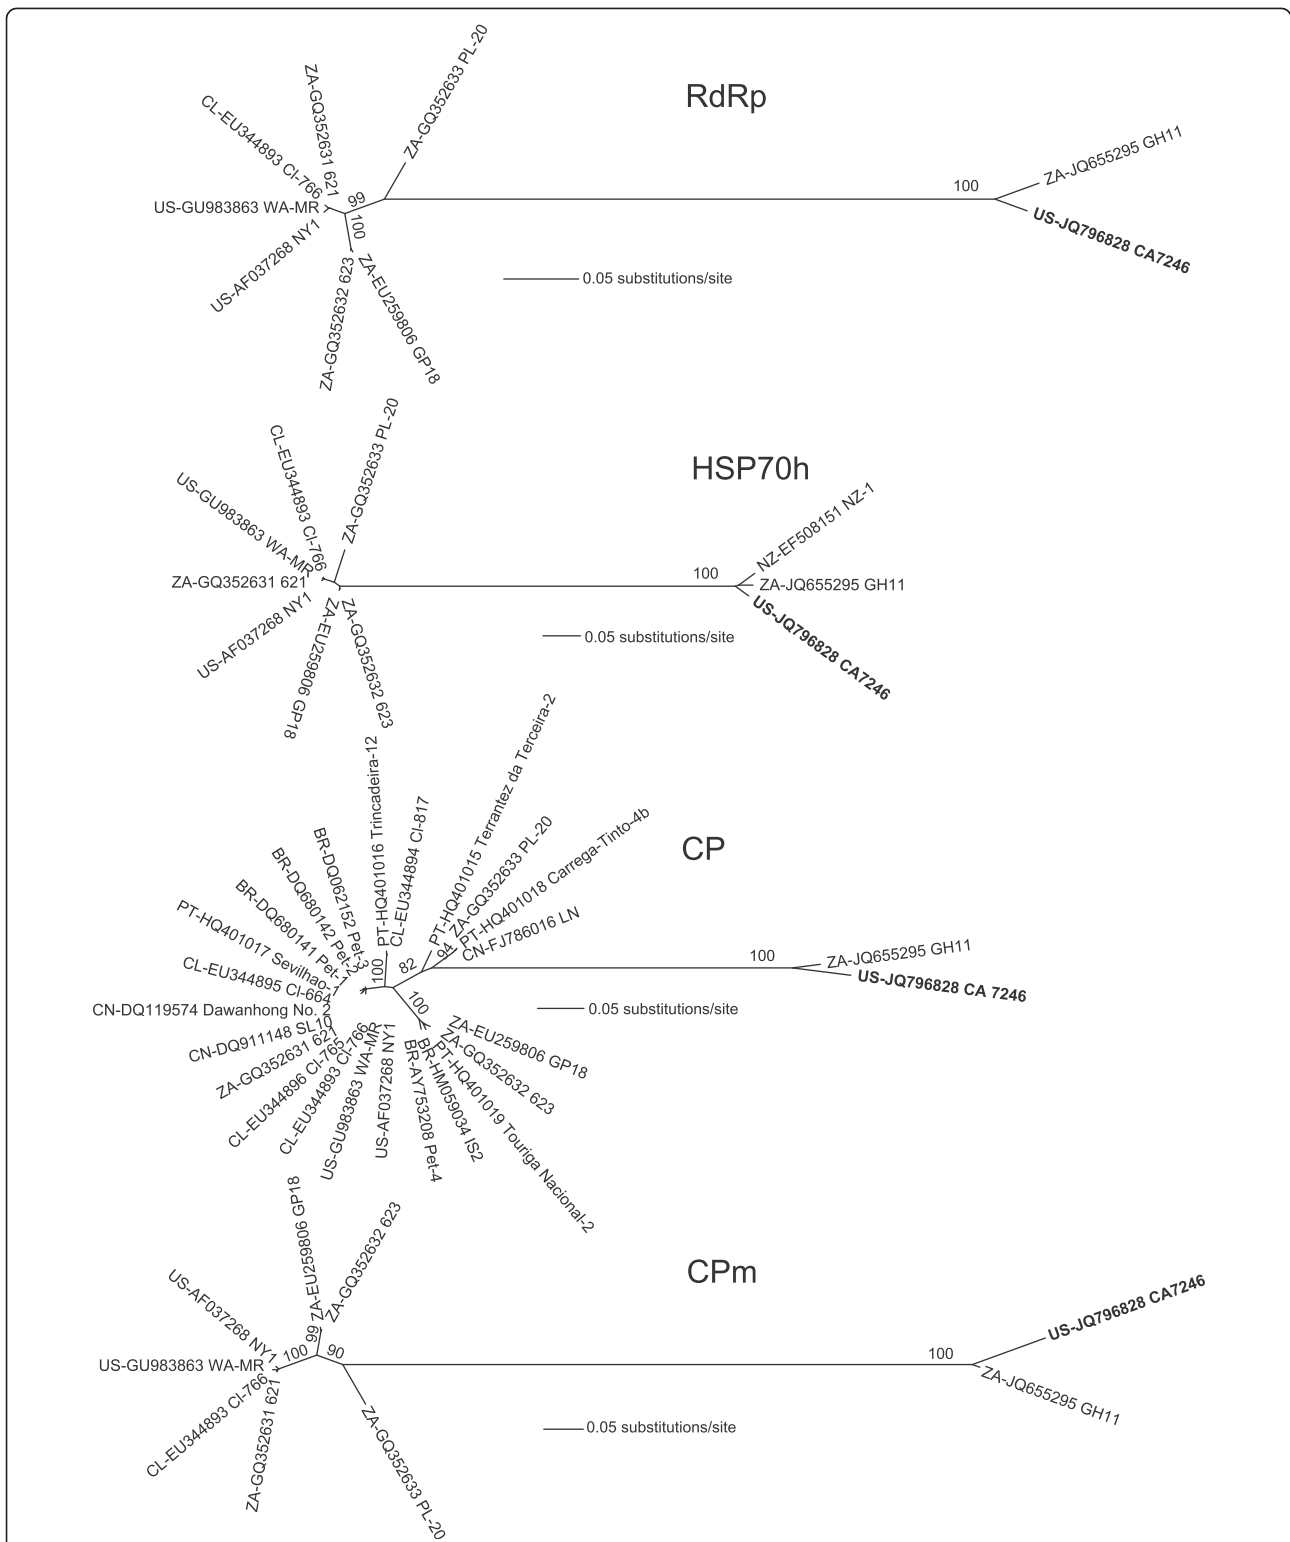 RdRp
ZA-GQ352633 PL-20
ZA-GQ352631 621
CL-EU344893 CI-766
US-GU983863 WA-MR
US-AF037268 NY1
ZA-GQ352632 623
ZA-EU259806 GP18
99
100
100
ZA-JQ655295 GH11
US-JQ796828 CA7246
0.05 substitutions/site
HSP70h
ZA-GQ352633 PL-20
CL-EU344893 CI-766
US-GU983863 WA-MR
ZA-GQ352631 621
US-AF037268 NY1
ZA-EU259806 GP18
ZA-GQ352632 623
100
NZ-EF508151 NZ-1
ZA-JQ655295 GH11
US-JQ796828 CA7246
0.05 substitutions/site
CP
PT-HQ401016 Trincadeira-12
CL-EU344894 CI-817
PT-HQ401015 Terrantez da Terceira-2
ZA-GQ352633 PL-20
PT-HQ401018 Carrega-Tinto-4b
CN-FJ786016 LN
BR-DQ062152 Pet-3
BR-DQ680142 Pet-2
BR-DQ680141 Pet-1
PT-HQ401017 Sevilhao-1
CL-EU344895 CI-664
CN-DQ119574 Dawanhong No. 2
CN-DQ911148 SL10
ZA-GQ352631 621
CL-EU344896 CI-765
CL-EU344893 CI-766
US-GU983863 WA-MR
US-AF037268 NY1
BR-AY753208 Pet-4
BR-HM059034 IS2
PT-HQ401019 Touriga Nacional-2
ZA-GQ352632 623
ZA-EU259806 GP18
100
82
94
100
100
ZA-JQ655295 GH11
US-JQ796828 CA 7246
0.05 substitutions/site
CPm
ZA-EU259806 GP18
ZA-GQ352632 623
US-AF037268 NY1
US-GU983863 WA-MR
CL-EU344893 CI-766
ZA-GQ352631 621
ZA-GQ352633 PL-20
100
99
90
100
US-JQ796828 CA7246
ZA-JQ655295 GH11
0.05 substitutions/site